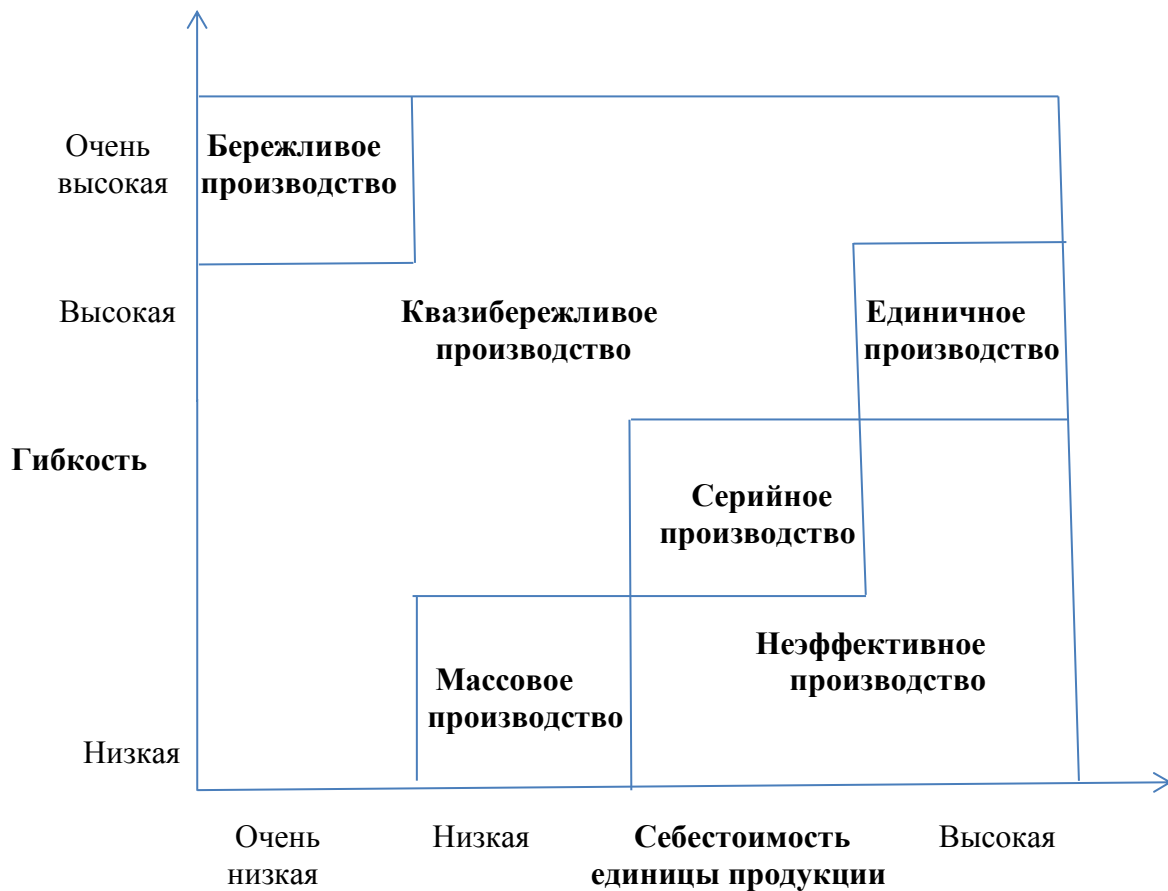 Очень
высокая
Бережливое
производство
Высокая
Квазибережливое
производство
Единичное
производство
Гибкость
Серийное
производство
Неэффективное
производство
Массовое
производство
Низкая
Очень
низкая
Низкая
Себестоимость
единицы продукции
Высокая